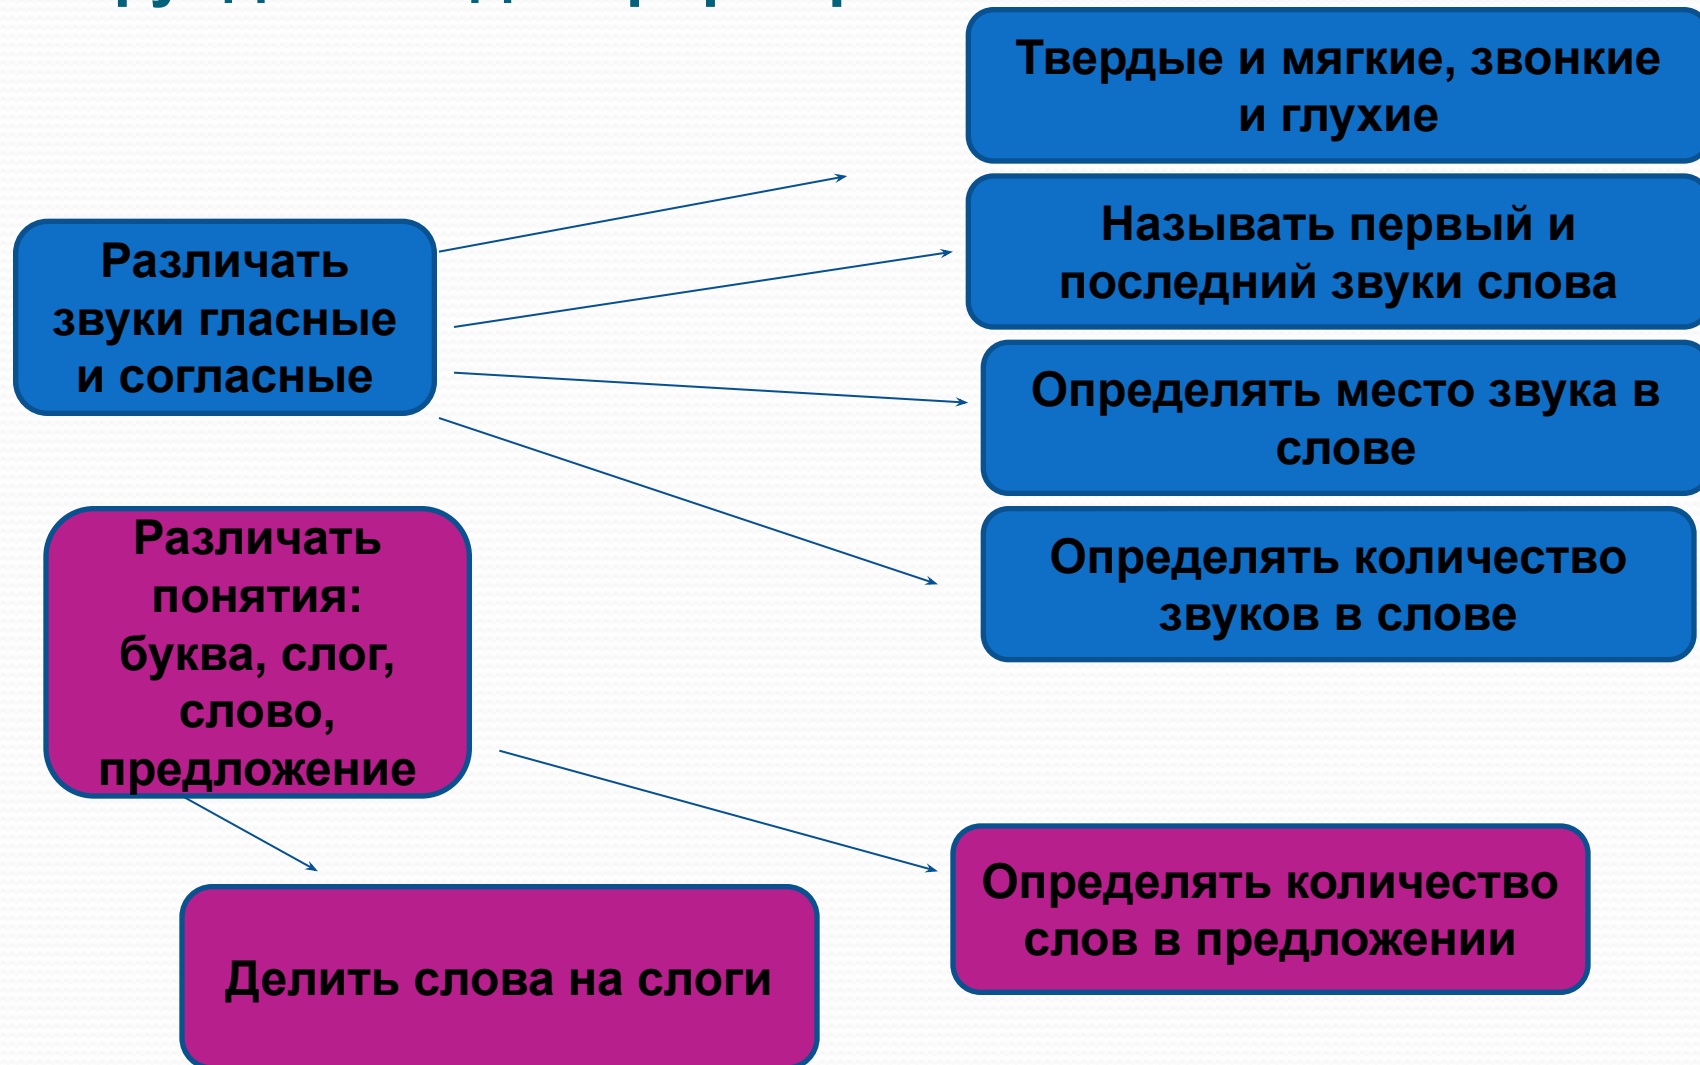 Твердые и мягкие, звонкие
и глухие
Называть первый и
последний звуки слова
Различать
звуки гласные
и согласные
Определять место звука в
слове
Определять количество
звуков в слове
Различать
понятия:
буква, слог,
слово,
предложение
Определять количество
слов в предложении
Делить слова на слоги